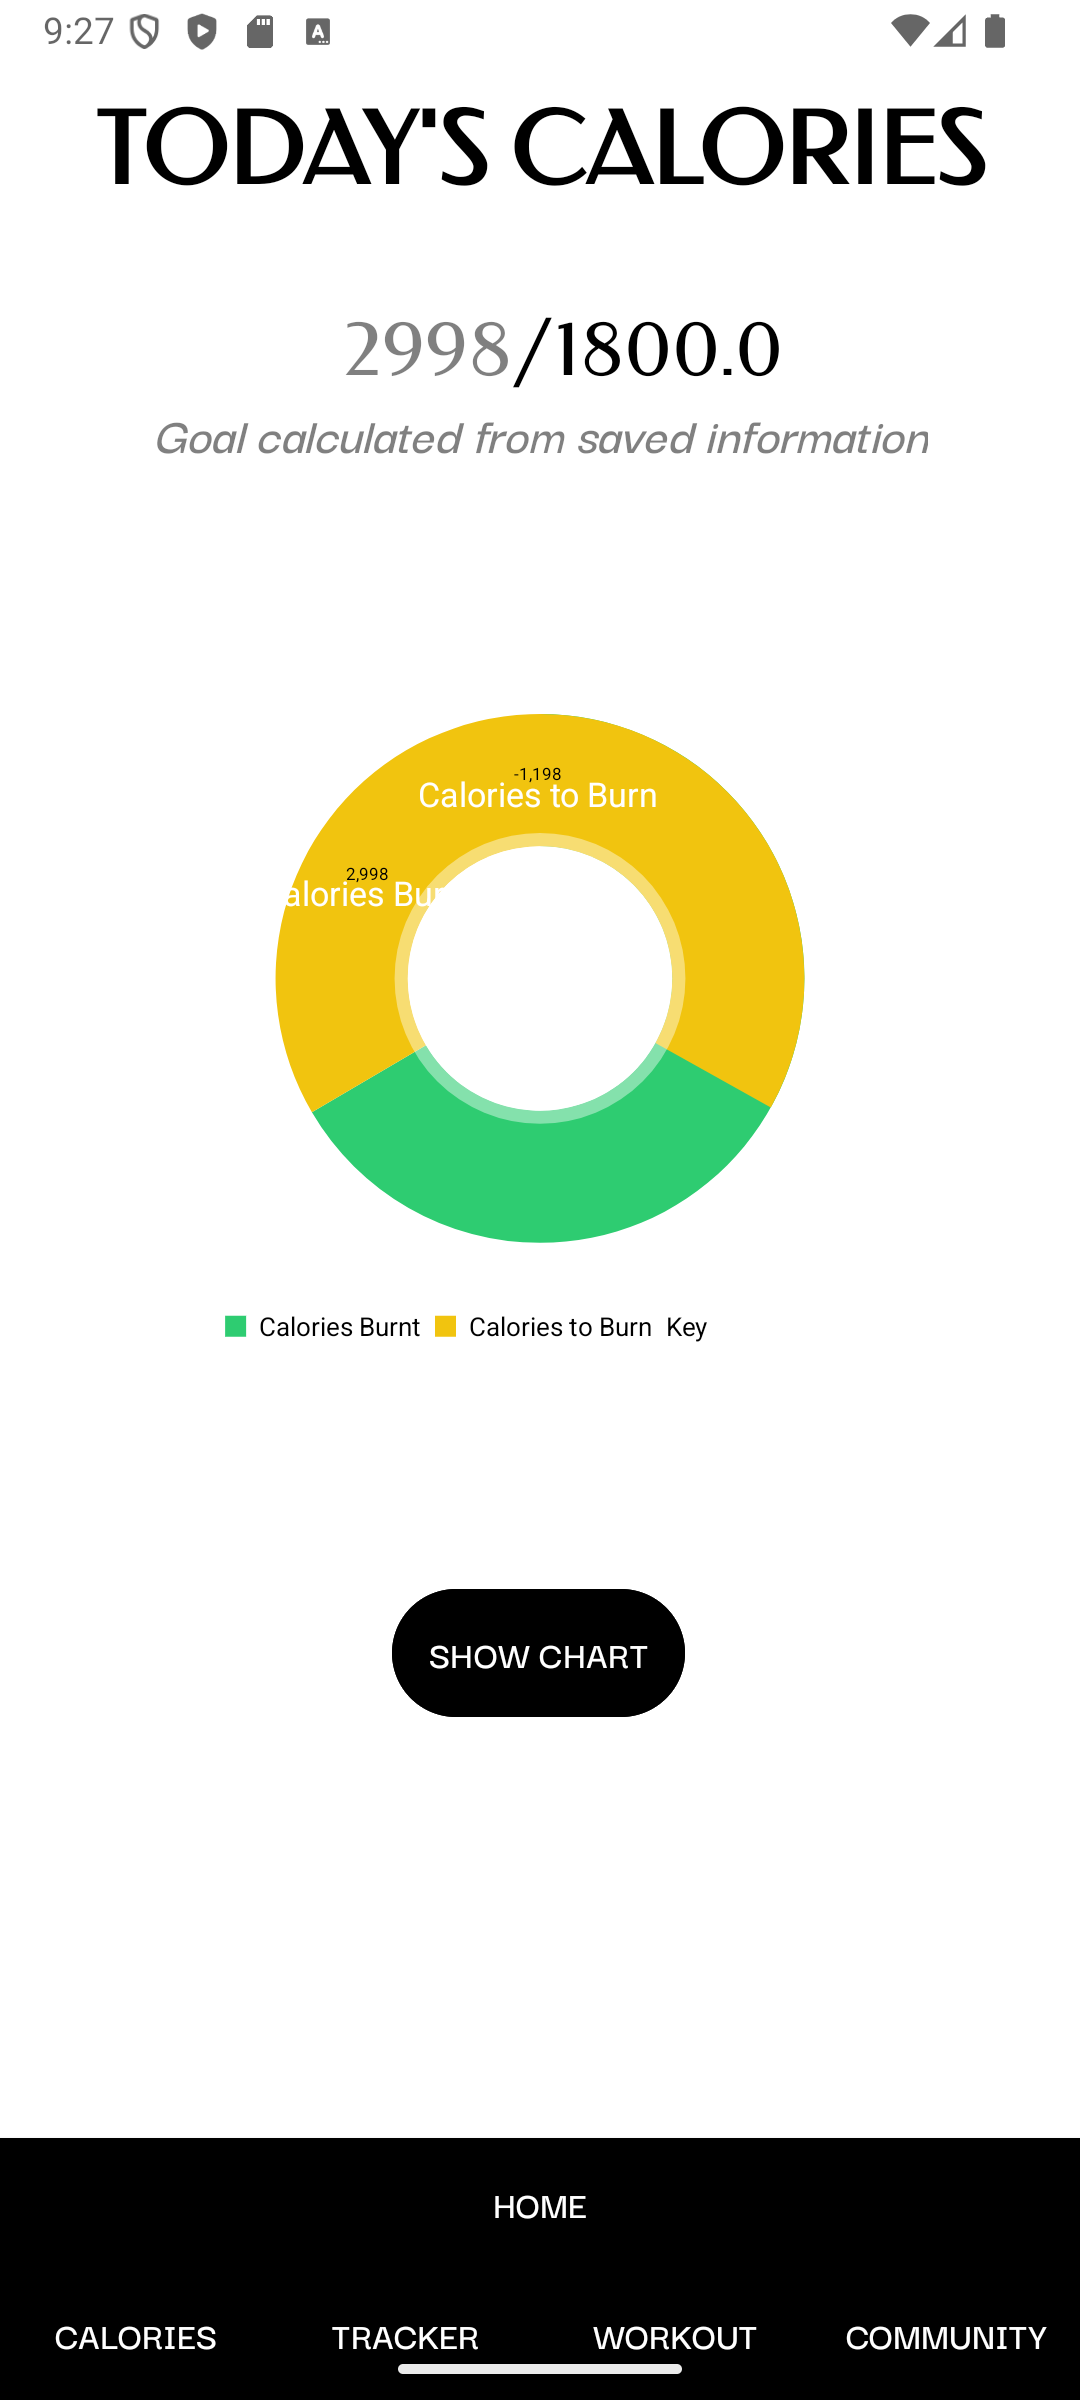 9:27
TODAY'S CALORIES
2998/1800.0
Goal calculated from saved information
-1,198
Calories to Burn
2,998
alories Bur
Calories Burnt Calories to Burn Key
SHOW CHART
HOME
CALORIES TRACKER WORKOUT COMMUNITY